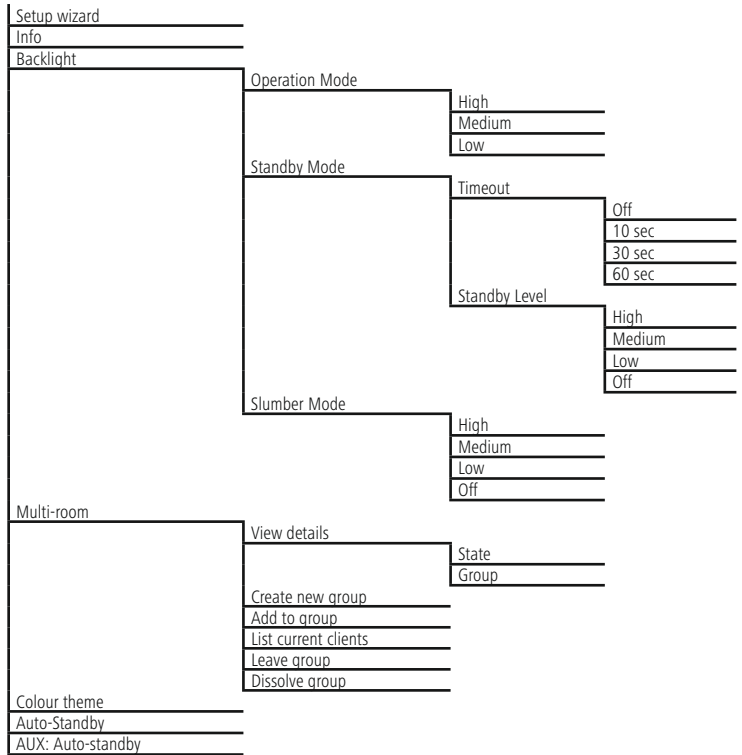 Setup wizard
Info
Backlight
Operation Mode
High
Medium
Low
Standby Mode
Timeout
Off
10 sec
30 sec
60 sec
Standby Level
High
Medium
Low
Off
Slumber Mode
High
Medium
Low
Off
Multi-room
View details
State
Group
Create new group
Add to group
List current clients
Leave group
Dissolve group
Colour theme
Auto-Standby
AUX: Auto-standby